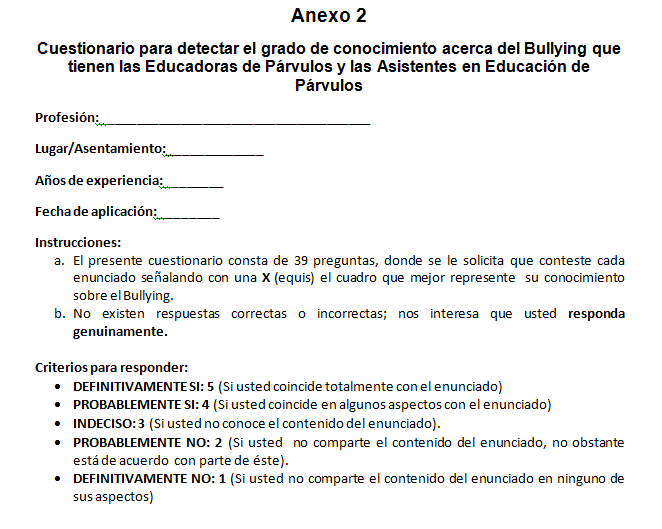 Anexo 2
Cuestionario para detectar el grado de conocimiento acerca del Bullying que
tienen las Educadoras de Párvulos y las Asistentes en Educación de
Párvulos
Profesión:___________________________________
Lugar/Asentamiento:_____________
Años de experiencia:________
Fecha de aplicación:________
Instrucciones:
a. El presente cuestionario consta de 39 preguntas, donde se le solicita que conteste cada
enunciado señalando con una X (equis) el cuadro que mejor represente su conocimiento
sobre el Bullying.
b. No existen respuestas correctas o incorrectas; nos interesa que usted responda
genuinamente.
Criterios para responder:
• DEFINITIVAMENTE SI: 5 (Si usted coincide totalmente con el enunciado)
• PROBABLEMENTE SI: 4 (Si usted coincide en algunos aspectos con el enunciado)
• INDECISO: 3 (Si usted no conoce el contenido del enunciado).
• PROBABLEMENTE NO: 2 (Si usted no comparte el contenido del enunciado, no obstante
está de acuerdo con parte de éste).
• DEFINITIVAMENTE NO: 1 (Si usted no comparte el contenido del enunciado en ninguno de
sus aspectos)